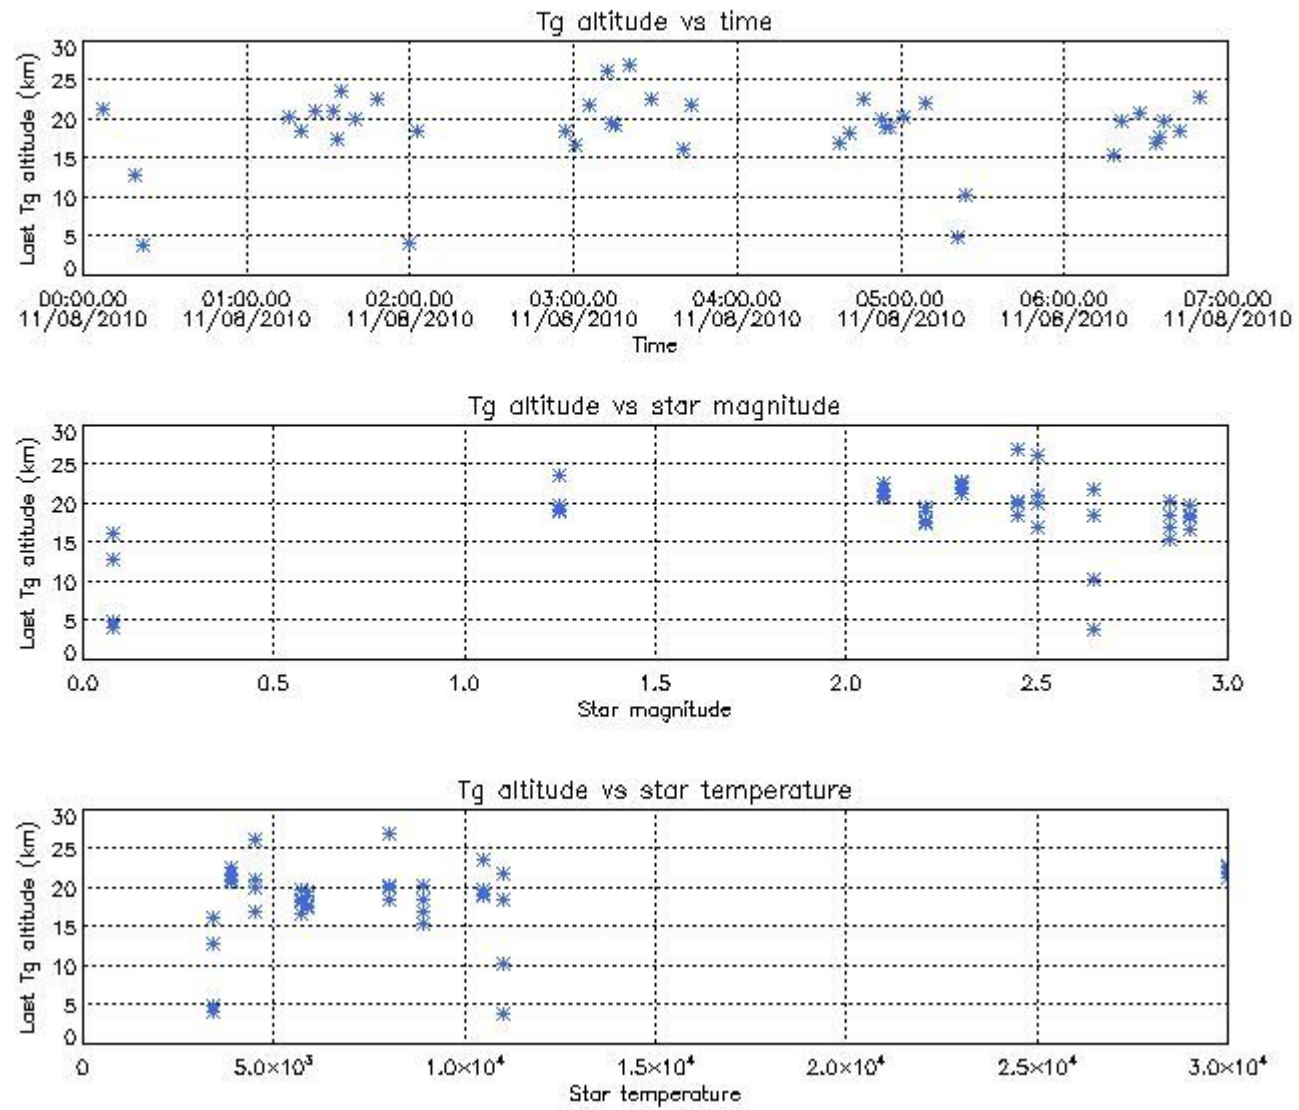 Tg altitude vs time
Last Tg altitude (km)
30
25
20
15
10
5
0
00:00.00 01:00.00 02:00.00 03:00.00 04:00.00 05:00.00 06:00.00 07:00.00
11/08/2010 11/08/2010 11/08/2010 11/08/2010 11/08/2010 11/08/2010 11/08/2010 11/08/2010
Time
Tg altitude vs star magnitude
Last Tg altitude (km)
30
25
20
15
10
5
0
0.0 0.5 1.0 1.5 2.0 2.5 3.0
Star magnitude
Tg altitude vs star temperature
Last Tg altitude (km)
30
25
20
15
10
5
0
0 5.0×10³ 1.0×10⁴ 1.5×10⁴ 2.0×10⁴ 2.5×10⁴ 3.0×10⁴
Star temperature